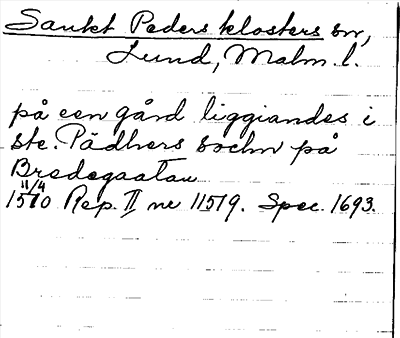 Sankt Peders klosters sn,
Lund, Malm. l.
på een gård liggiandes i
ste. Pädhers sochn på
Bredegaatan
11/4
1510 Rep. II nr 11519. Spec. 1693.